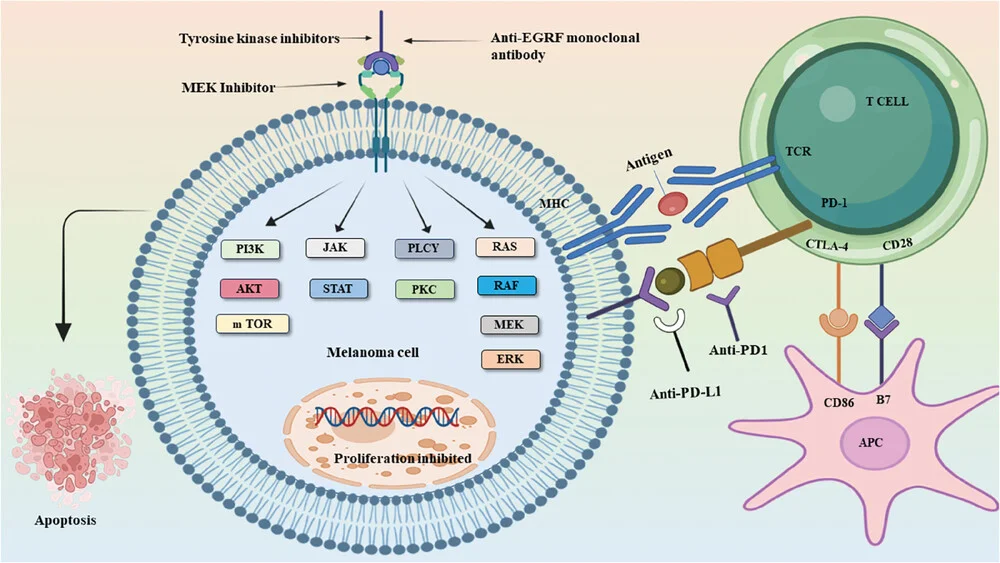 Tyrosine kinase inhibitors
Anti-EGRF monoclonal
antibody
MEK Inhibitor
T CELL
TCR
Antigen
MHC
PD-1
CTLA-4
CD28
PI3K
JAK
PLCY
RAS
AKT
STAT
PKC
RAF
m TOR
MEK
ERK
Melanoma cell
Anti-PD1
Anti-PD-L1
CD86
B7
APC
Proliferation inhibited
Apoptosis